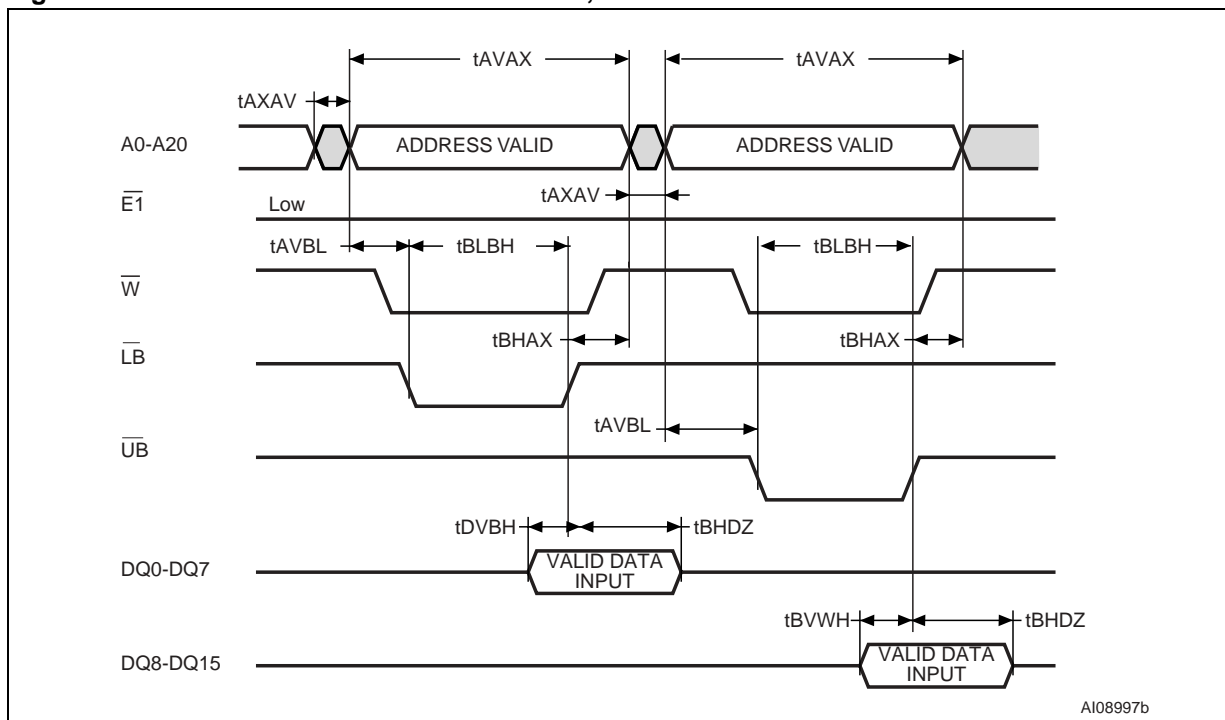 tAVAX tAVAX
tAXAV
A0-A20 ADDRESS VALID ADDRESS VALID
tAXAV
E1 Low
tAVBL tBLBH tBLBH
W
tBHAX tBHAX
LB
tAVBL
UB
tDVBH tBHDZ
DQ0-DQ7 VALID DATA
INPUT
tBVWH tBHDZ
DQ8-DQ15 VALID DATA
INPUT
AI08997b